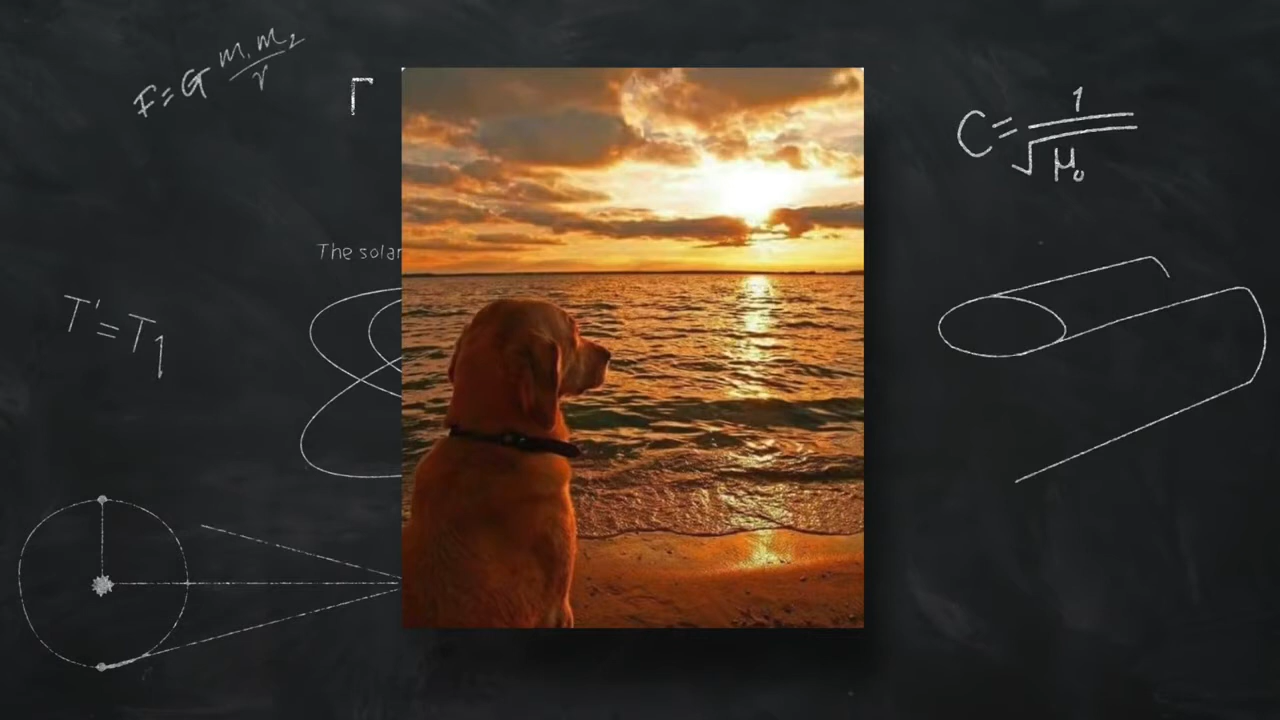 F=G m₁m₂/r
Γ
C=1/√μ₀
The solar
T'=T1